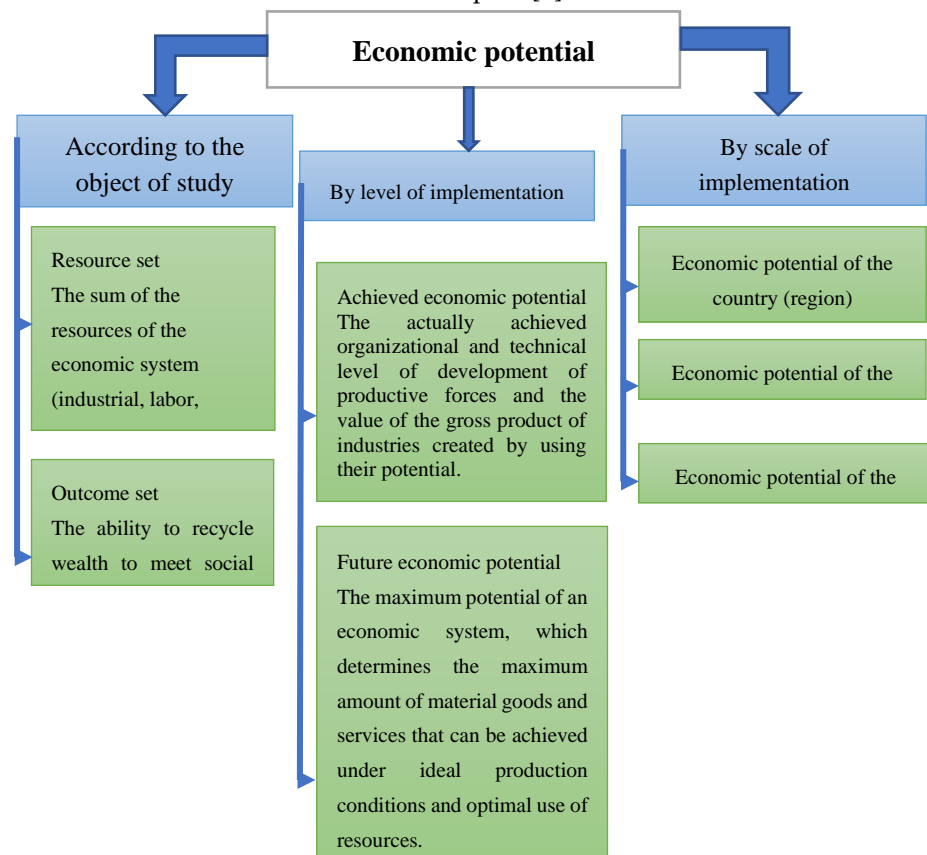 Economic potential
According to the
object of study
Resource set
The sum of the
resources of the
economic system
(industrial, labor,
Outcome set
The ability to recycle
wealth to meet social
By level of implementation
Achieved economic potential
The actually achieved
organizational and technical
level of development of
productive forces and the
value of the gross product of
industries created by using
their potential.
Future economic potential
The maximum potential of an
economic system, which
determines the maximum
amount of material goods and
services that can be achieved
under ideal production
conditions and optimal use of
resources.
By scale of
implementation
Economic potential of the
country (region)
Economic potential of the
Economic potential of the